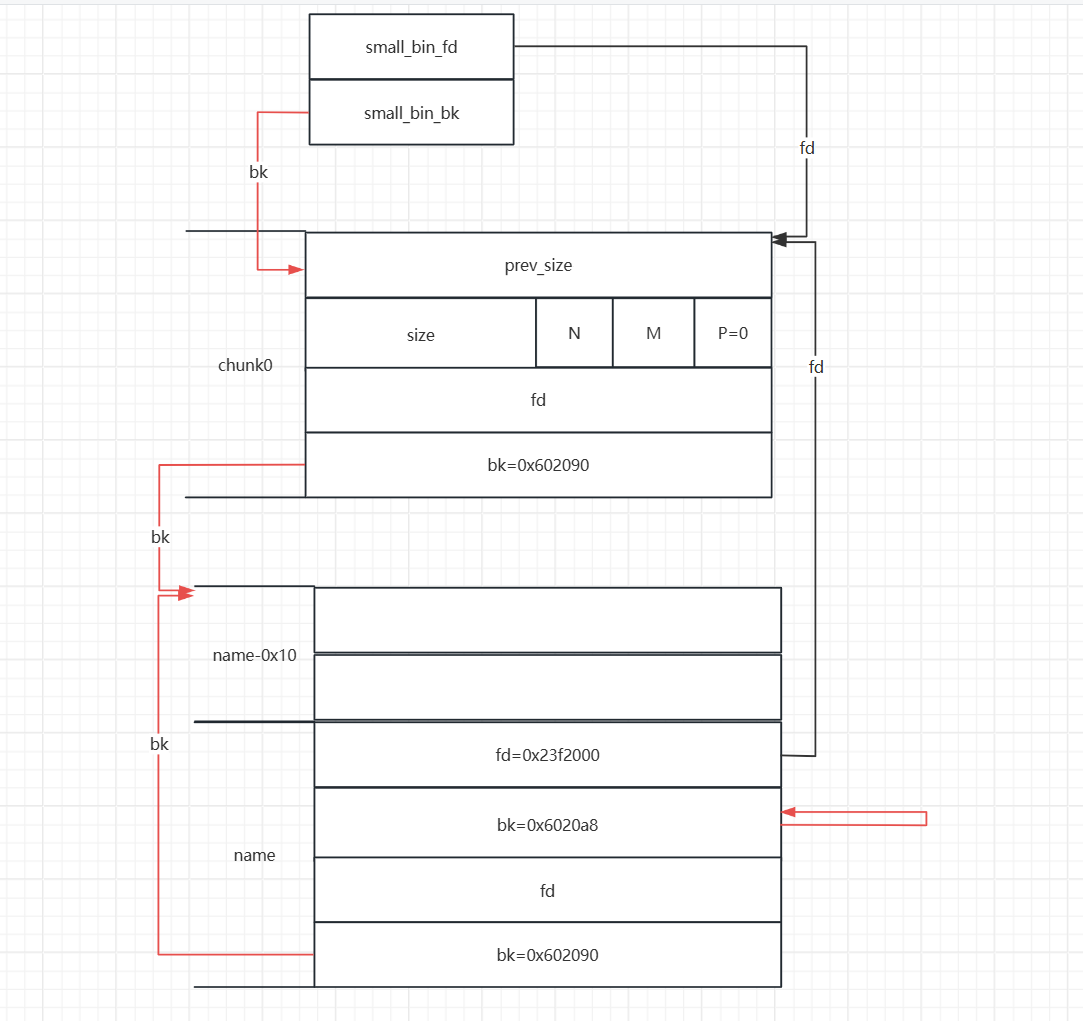 small_bin_fd
small_bin_bk
fd
bk
prev_size
size
N
M
P=0
chunk0
fd
fd
bk=0x602090
bk
name-0x10
bk
fd=0x23f2000
bk=0x6020a8
name
fd
bk=0x602090